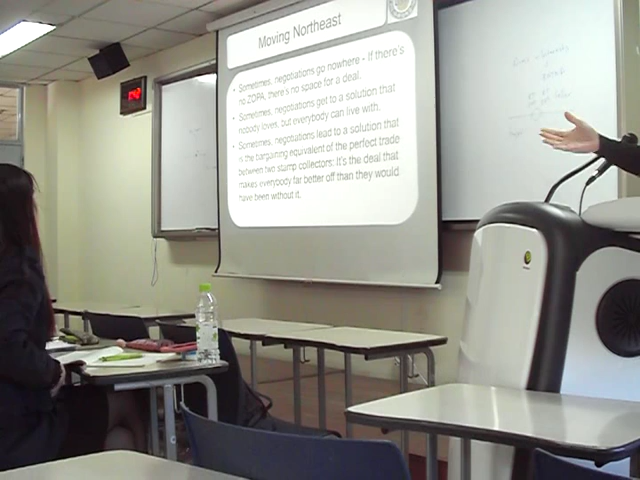 Moving Northeast
• Sometimes, negotiations go nowhere - If there's
no ZOPA, there's no space for a deal.
• Sometimes, negotiations get to a solution that
nobody loves, but everybody can live with.
• Sometimes, negotiations lead to a solution that
is the bargaining equivalent of the perfect trade
between two stamp collectors: It's the deal that
makes everybody far better off than they would
have been without it.